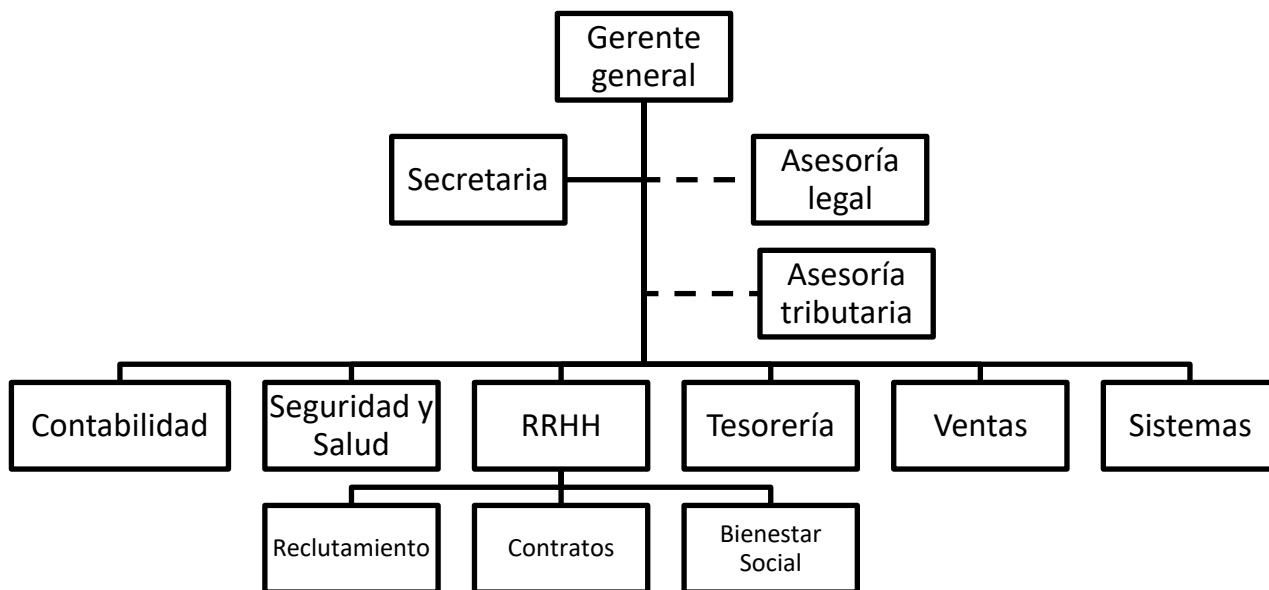 Gerente
general
Secretaria
Asesoría
legal
Asesoría
tributaria
Contabilidad
Seguridad y
Salud
RRHH
Tesorería
Ventas
Sistemas
Reclutamiento
Contratos
Bienestar
Social